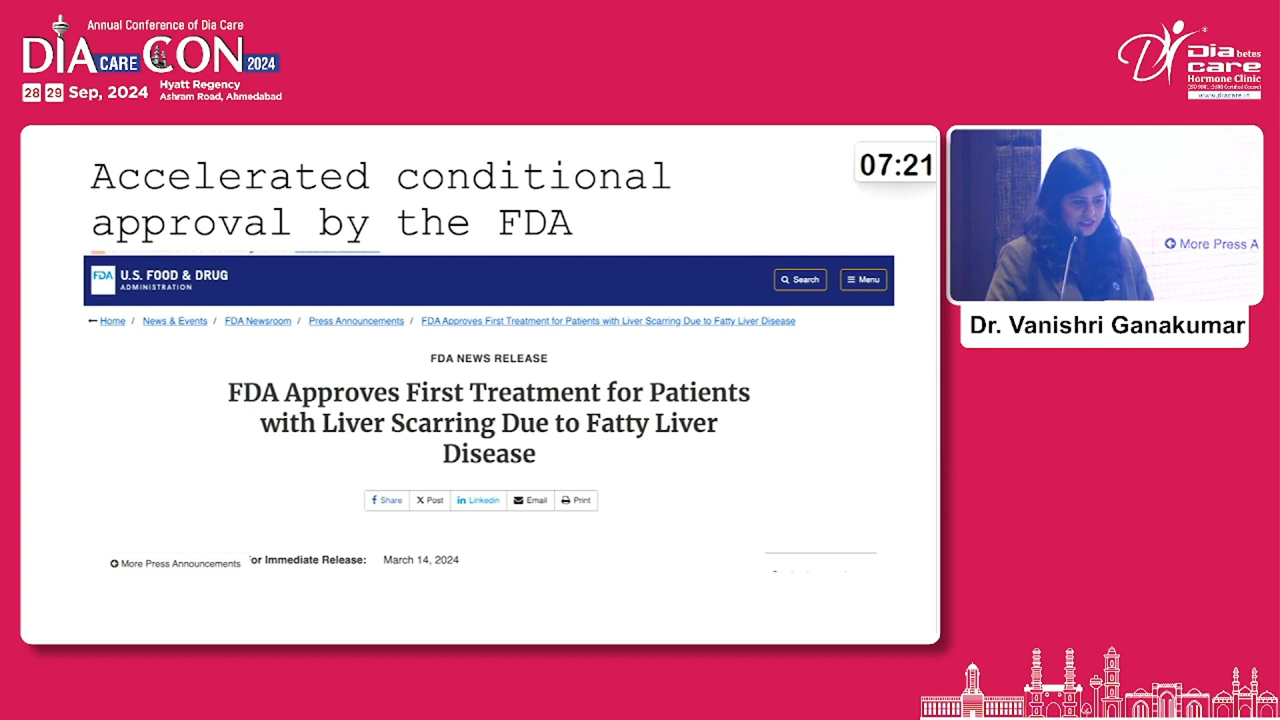 Annual Conference of Dia Care
DIA CARE CON 2024
28 29 Sep, 2024
Hyatt Regency
Ashram Road, Ahmedabad
Diabetes
care
Hormone Clinic
www.diacare.in
Accelerated conditional
approval by the FDA
07:21
FDA U.S. FOOD & DRUG
ADMINISTRATION
Search
Menu
Home / News & Events / FDA Newsroom / Press Announcements / FDA Approves First Treatment for Patients with Liver Scarring Due to Fatty Liver Disease
FDA NEWS RELEASE
FDA Approves First Treatment for Patients
with Liver Scarring Due to Fatty Liver
Disease
Share Post Linkedin Email Print
More Press Announcements
or Immediate Release: March 14, 2024
More Press A
Dr. Vanishri Ganakumar